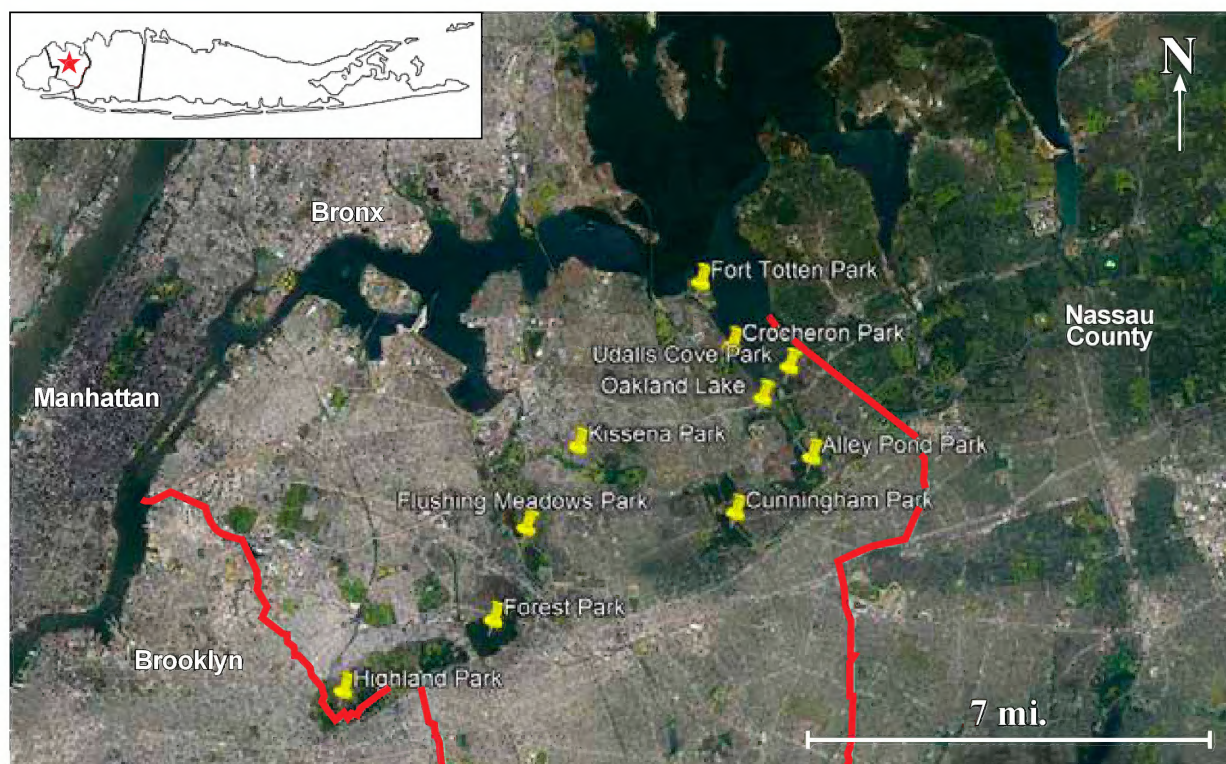 N
Bronx
Fort Totten Park
Nassau
County
Crocheron Park
Udalls Cove Park
Oakland Lake
Manhattan
Kissena Park
Alley Pond Park
Flushing Meadows Park
Cunningham Park
Forest Park
Brooklyn
Highland Park
7 mi.